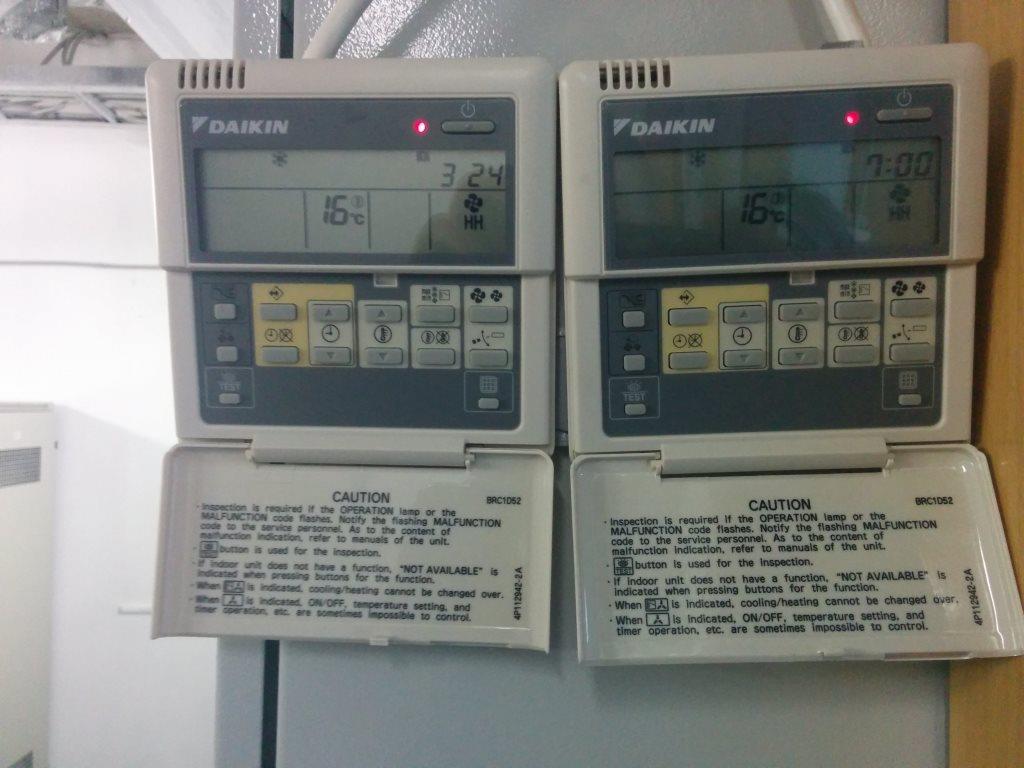 DAIKIN
3 24
16 °C
HH
TEST
CAUTION
BRC1D52
· Inspection is required if the OPERATION lamp or the
MALFUNCTION code flashes. Notify the flashing MALFUNCTION
code to the service personnel. As to the content of
malfunction indication, refer to manuals of the unit.
· TEST button is used for the inspection.
· If indoor unit does not have a function, "NOT AVAILABLE" is
indicated when pressing buttons for the function.
· When is indicated, cooling/heating cannot be changed over.
· When is indicated, ON/OFF, temperature setting, and
timer operation, etc. are sometimes impossible to control.
4P112942-2A
DAIKIN
7:00
16 °C
HH
TEST
CAUTION
BRC1D52
· Inspection is required if the OPERATION lamp or the
MALFUNCTION code flashes. Notify the flashing MALFUNCTION
code to the service personnel. As to the content of
malfunction indication, refer to manuals of the unit.
· TEST button is used for the inspection.
· If indoor unit does not have a function, "NOT AVAILABLE" is
indicated when pressing buttons for the function.
· When is indicated, cooling/heating cannot be changed over.
· When is indicated, ON/OFF, temperature setting, and
timer operation, etc. are sometimes impossible to control.
4P112942-2A